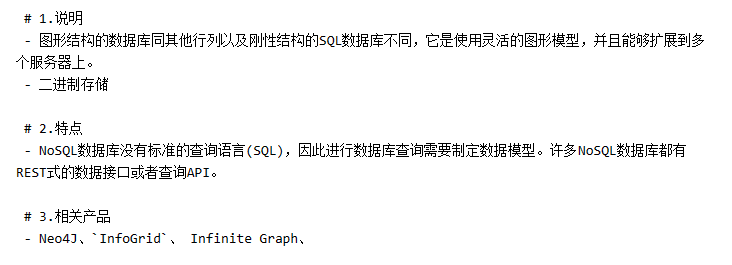 # 1.说明
- 图形结构的数据库同其他行列以及刚性结构的SQL数据库不同，它是使用灵活的图形模型，并且能够扩展到多
个服务器上。
- 二进制存储
# 2.特点
- NoSQL数据库没有标准的查询语言(SQL)，因此进行数据库查询需要制定数据模型。许多NoSQL数据库都有
REST式的数据接口或者查询API。
# 3.相关产品
- Neo4J、`InfoGrid`、 Infinite Graph、